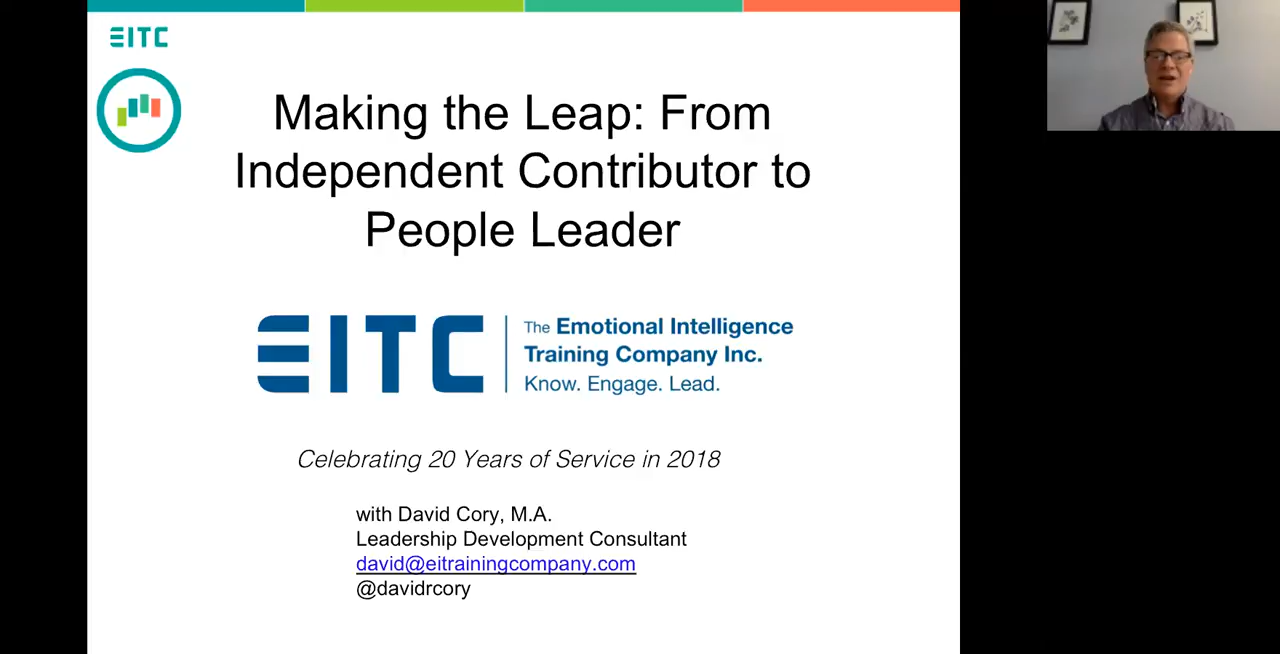 EITC
Making the Leap: From
Independent Contributor to
People Leader
EITC
The Emotional Intelligence
Training Company Inc.
Know. Engage. Lead.
Celebrating 20 Years of Service in 2018
with David Cory, M.A.
Leadership Development Consultant
david@eitrainingcompany.com
@davidrcory